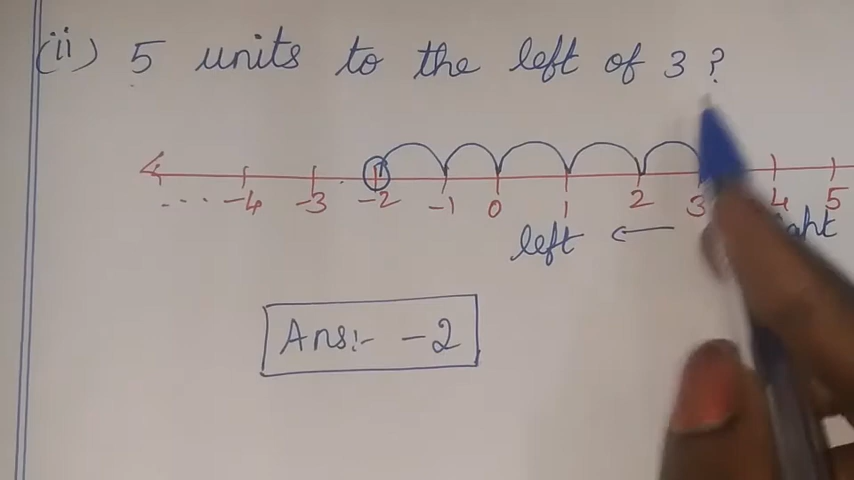 (ii) 5 units to the left of 3 ?
.... -4 -3 -2 -1 0 1 2 3 4 5
left ←
Ans:- -2